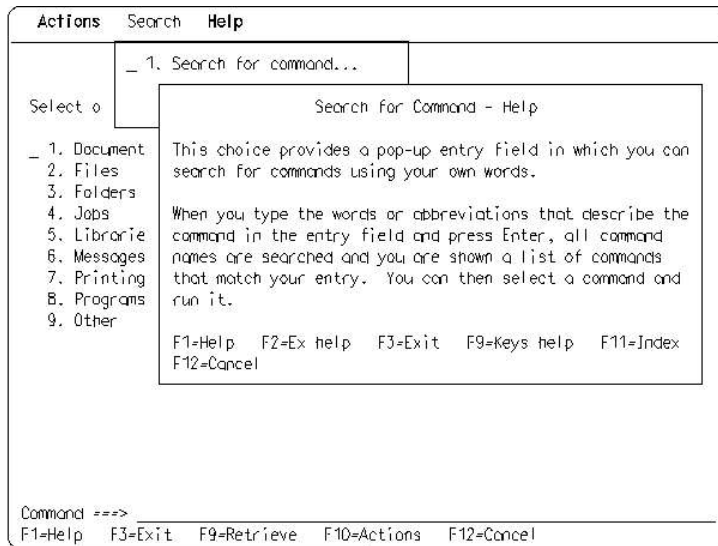 Actions Search Help
_ 1. Search for command...
Select o
Search for Command - Help
_ 1. Document
2. Files
3. Folders
4. Jobs
5. Librarie
6. Messages
7. Printing
8. Programs
9. Other
This choice provides a pop-up entry field in which you can
search for commands using your own words.
When you type the words or abbreviations that describe the
command in the entry field and press Enter, all command
names are searched and you are shown a list of commands
that match your entry. You can then select a command and
run it.
F1=Help F2=Ex help F3=Exit F9=Keys help F11=Index
F12=Cancel
Command ===>
F1=Help F3=Exit F9=Retrieve F10=Actions F12=Cancel